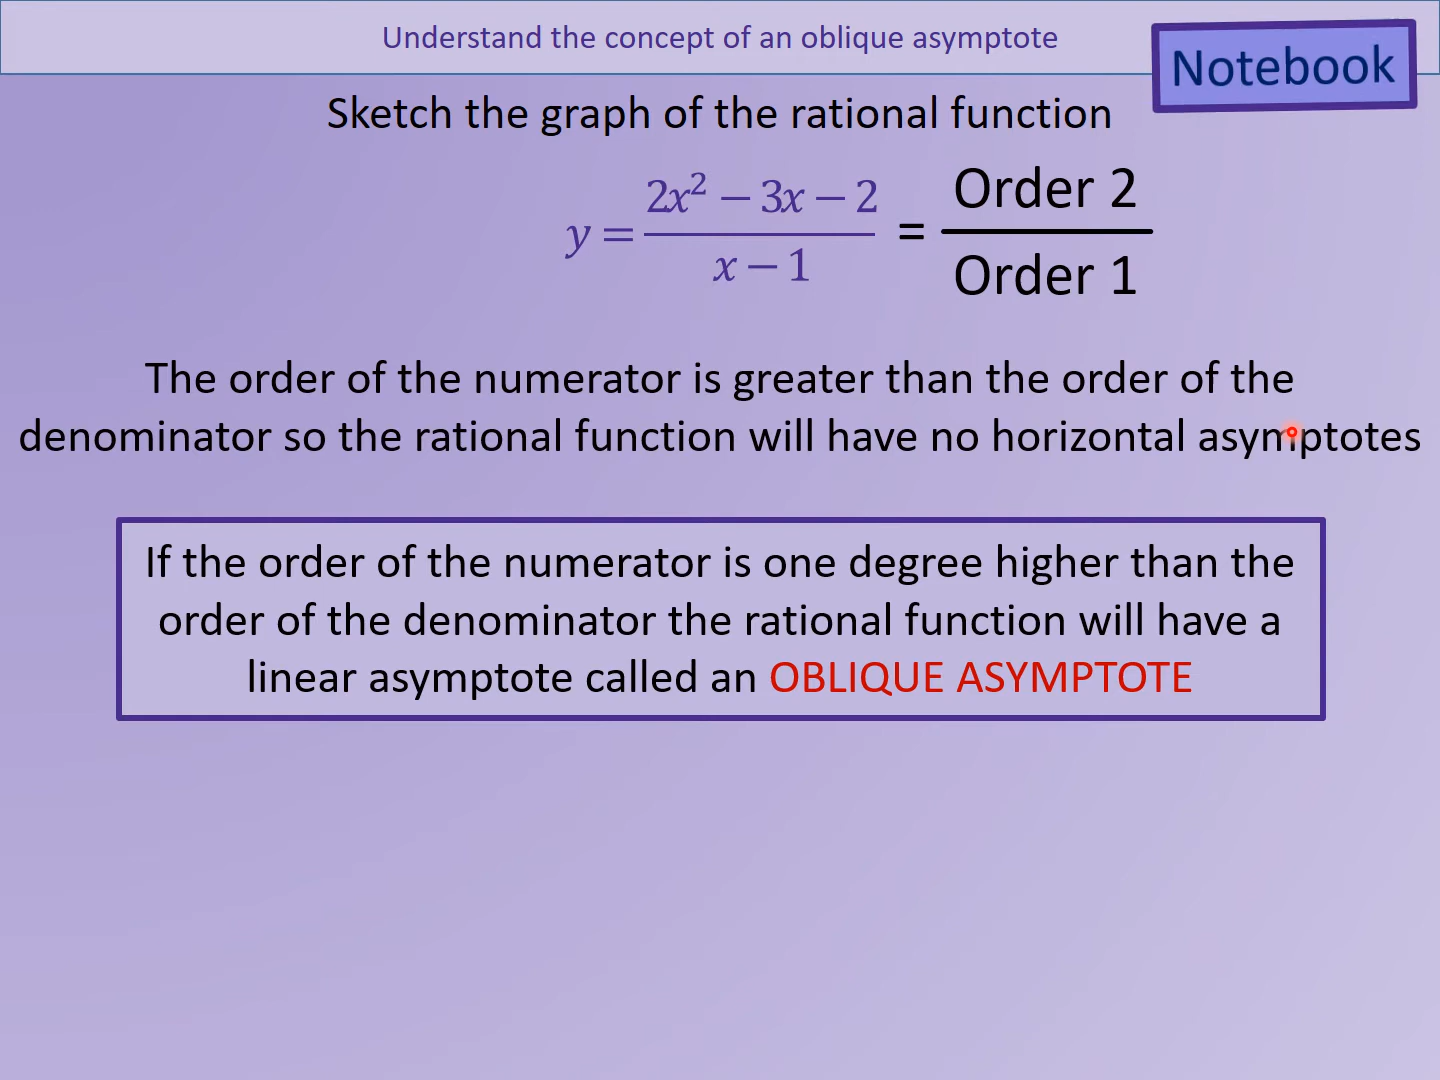 Understand the concept of an oblique asymptote
Notebook
Sketch the graph of the rational function
y = (2x² − 3x − 2)/(x − 1) = Order 2/Order 1
The order of the numerator is greater than the order of the
denominator so the rational function will have no horizontal asymptotes
If the order of the numerator is one degree higher than the
order of the denominator the rational function will have a
linear asymptote called an OBLIQUE ASYMPTOTE